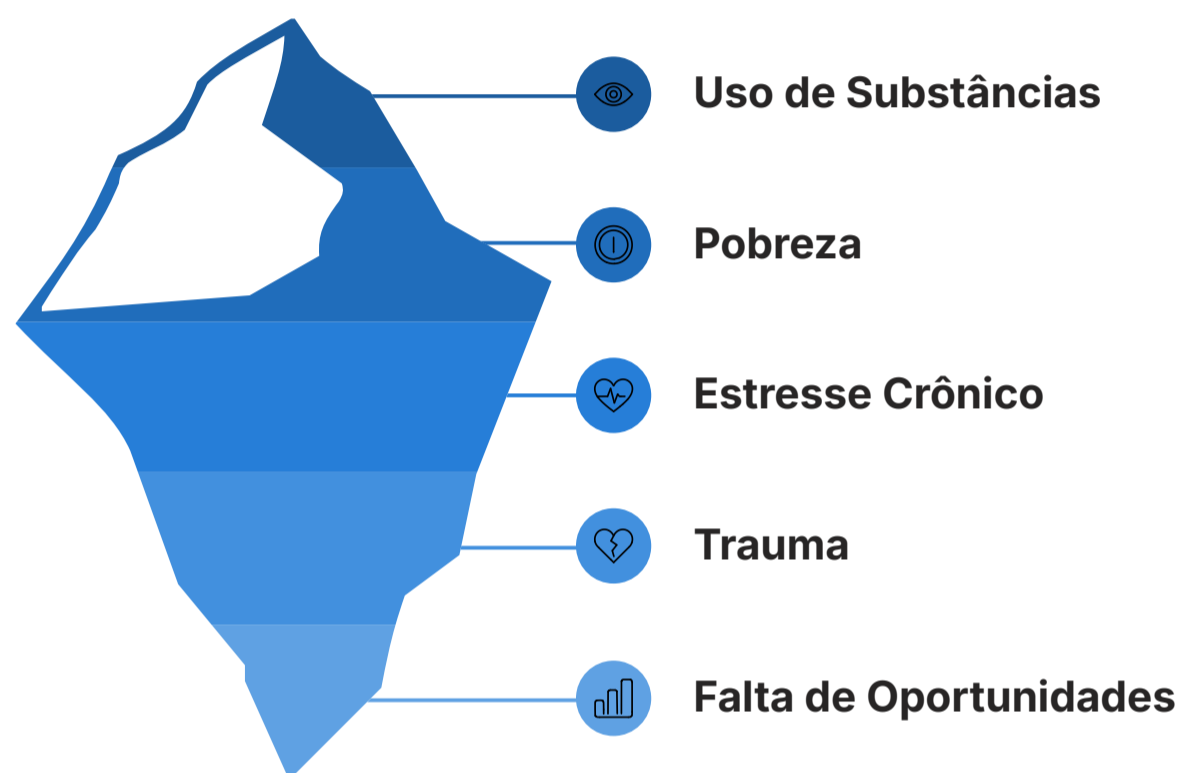 Uso de Substâncias
Pobreza
Estresse Crônico
Trauma
Falta de Oportunidades